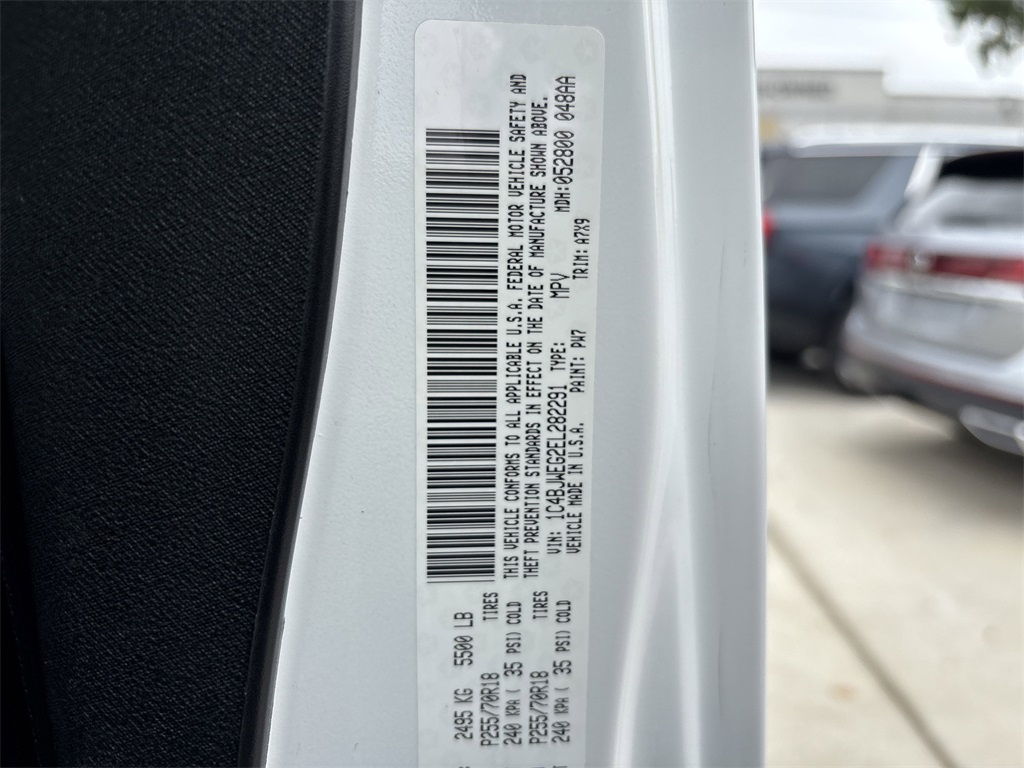 2495 KG 5500 LB
P255/70R18 TIRES
240 KPA ( 35 PSI) COLD
P255/70R18 TIRES
240 KPA ( 35 PSI) COLD
THIS VEHICLE CONFORMS TO ALL APPLICABLE U.S.A. FEDERAL MOTOR VEHICLE SAFETY AND
THEFT PREVENTION STANDARDS IN EFFECT ON THE DATE OF MANUFACTURE SHOWN ABOVE.
VIN: 1C4BJWEG2EL282291 TYPE: MPV MDH:052800 048AA
VEHICLE MADE IN U.S.A. PAINT: PW7 TRIM: A7X9